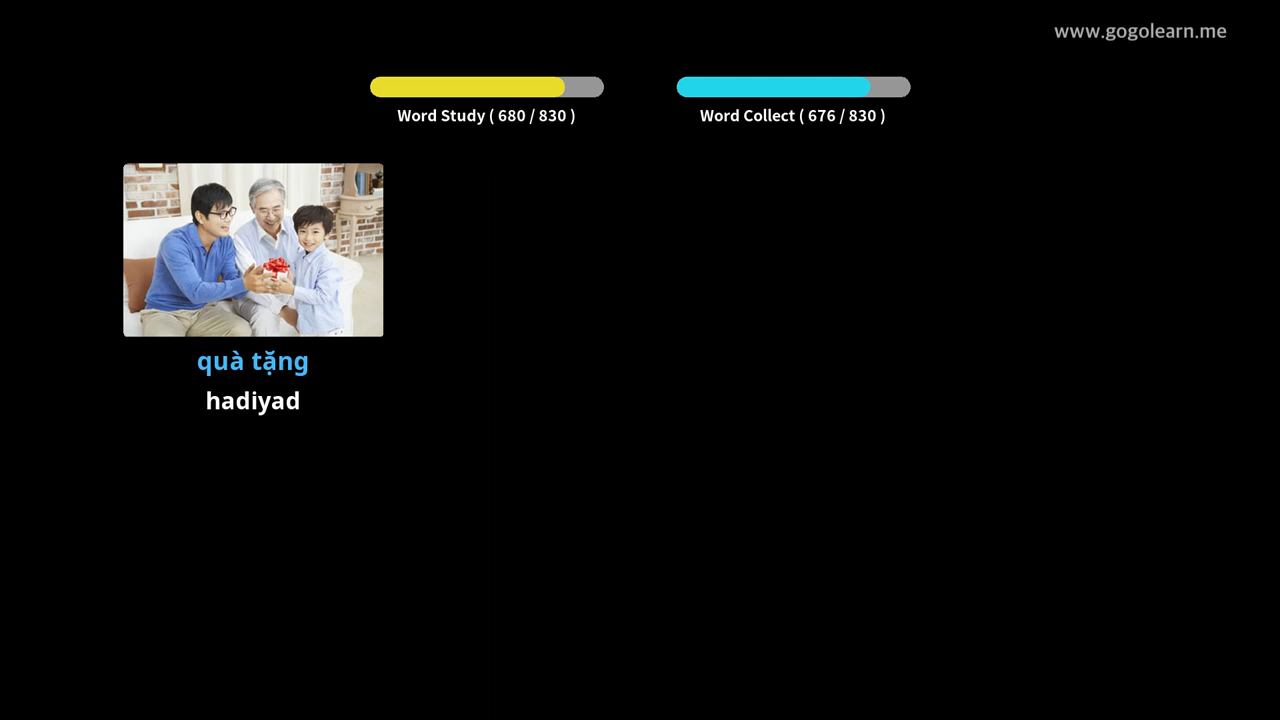 www.gogolearn.me
Word Study ( 680 / 830 )
Word Collect ( 676 / 830 )
quà tặng
hadiyad